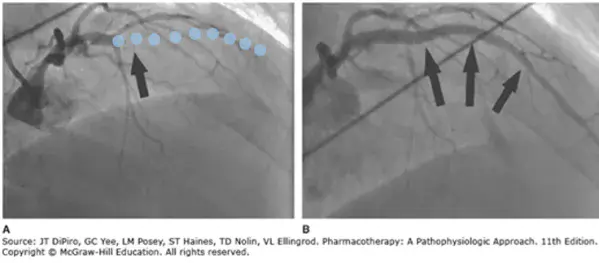 A
B
Source: JT DiPiro, GC Yee, LM Posey, ST Haines, TD Nolin, VL Ellingrod. Pharmacotherapy: A Pathophysiologic Approach. 11th Edition.
Copyright © McGraw-Hill Education. All rights reserved.